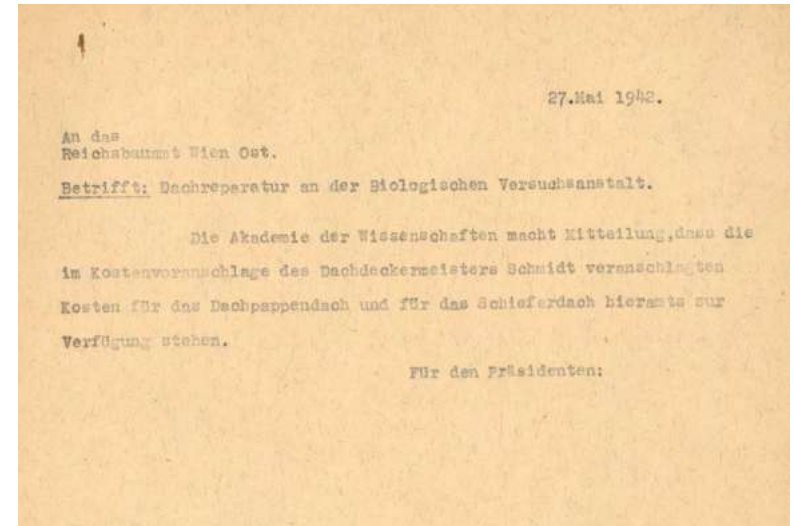 27.Mai 1942.
An das
Reichsbauamt Wien Ost.
Betrifft: Dachreparatur an der Biologischen Versuchsanstalt.
Die Akademie der Wissenschaften macht Mitteilung,dass die
im Kostenvoranschlage des Dachdeckermeisters Schmidt veranschlagten
Kosten für das Dachpappendach und für das Schieferdach hieramts zur
Verfügung stehen.
Für den Präsidenten: